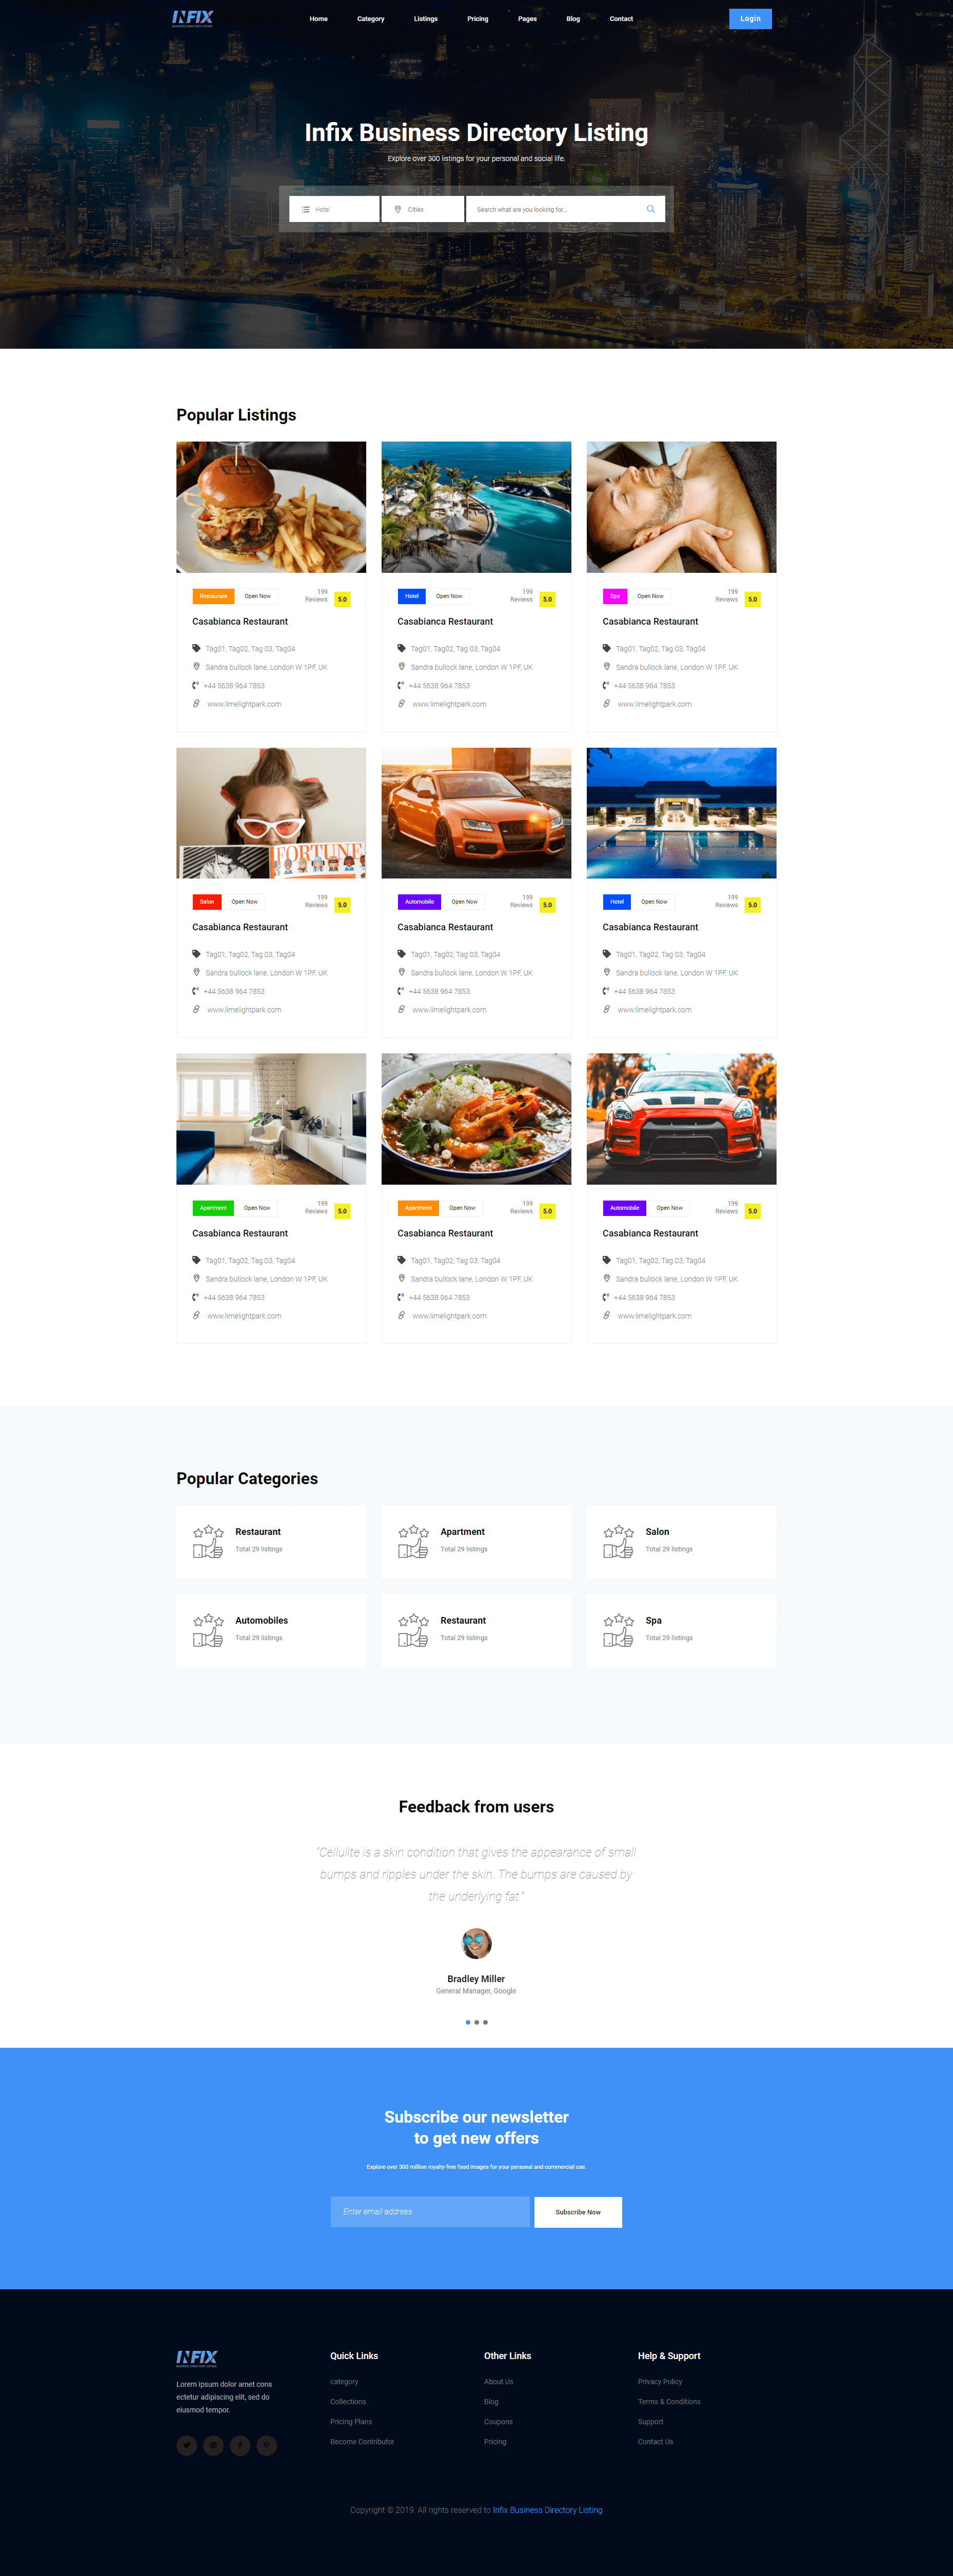 INFIX
BUSINESS DIRECTORY LISTING
Home Category Listings Pricing Pages Blog Contact Login
Infix Business Directory Listing
Explore over 300 listings for your personal and social life.
Hotel Cities Search what are you looking for...
Popular Listings
Restaurant Open Now 199 Reviews 5.0
Casabianca Restaurant
Tag01, Tag02, Tag 03, Tag04
Sandra bullock lane, London W 1PF, UK
+44 5638 964 7853
www.limelightpark.com
Hotel Open Now 199 Reviews 5.0
Casabianca Restaurant
Tag01, Tag02, Tag 03, Tag04
Sandra bullock lane, London W 1PF, UK
+44 5638 964 7853
www.limelightpark.com
Spa Open Now 199 Reviews 5.0
Casabianca Restaurant
Tag01, Tag02, Tag 03, Tag04
Sandra bullock lane, London W 1PF, UK
+44 5638 964 7853
www.limelightpark.com
FORTUNE
Salon Open Now 199 Reviews 5.0
Casabianca Restaurant
Tag01, Tag02, Tag 03, Tag04
Sandra bullock lane, London W 1PF, UK
+44 5638 964 7853
www.limelightpark.com
Automobile Open Now 199 Reviews 5.0
Casabianca Restaurant
Tag01, Tag02, Tag 03, Tag04
Sandra bullock lane, London W 1PF, UK
+44 5638 964 7853
www.limelightpark.com
Hotel Open Now 199 Reviews 5.0
Casabianca Restaurant
Tag01, Tag02, Tag 03, Tag04
Sandra bullock lane, London W 1PF, UK
+44 5638 964 7853
www.limelightpark.com
Apartment Open Now 199 Reviews 5.0
Casabianca Restaurant
Tag01, Tag02, Tag 03, Tag04
Sandra bullock lane, London W 1PF, UK
+44 5638 964 7853
www.limelightpark.com
Apartment Open Now 199 Reviews 5.0
Casabianca Restaurant
Tag01, Tag02, Tag 03, Tag04
Sandra bullock lane, London W 1PF, UK
+44 5638 964 7853
www.limelightpark.com
Automobile Open Now 199 Reviews 5.0
Casabianca Restaurant
Tag01, Tag02, Tag 03, Tag04
Sandra bullock lane, London W 1PF, UK
+44 5638 964 7853
www.limelightpark.com
Popular Categories
Restaurant
Total 29 listings
Apartment
Total 29 listings
Salon
Total 29 listings
Automobiles
Total 29 listings
Restaurant
Total 29 listings
Spa
Total 29 listings
Feedback from users
"Cellulite is a skin condition that gives the appearance of small
bumps and ripples under the skin. The bumps are caused by
the underlying fat."
Bradley Miller
General Manager, Google
Subscribe our newsletter
to get new offers
Explore over 300 million royalty-free food images for your personal and commercial use.
Enter email address Subscribe Now
INFIX
BUSINESS DIRECTORY LISTING
Lorem ipsum dolor amet cons
ectetur adipiscing elit, sed do
eiusmod tempor.
Quick Links
category
Collections
Pricing Plans
Become Contributor
Other Links
About Us
Blog
Coupons
Pricing
Help & Support
Privacy Policy
Terms & Conditions
Support
Contact Us
Copyright © 2019. All rights reserved to Infix Business Directory Listing